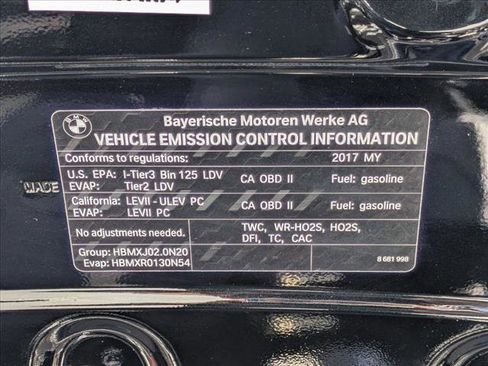 BMW
Bayerische Motoren Werke AG
VEHICLE EMISSION CONTROL INFORMATION
Conforms to regulations: 2017 MY
U.S. EPA: I-Tier3 Bin 125 LDV CA OBD II Fuel: gasoline
EVAP: Tier2 LDV
California: LEVII - ULEV PC CA OBD II Fuel: gasoline
EVAP: LEVII PC
No adjustments needed. TWC, WR-HO2S, HO2S,
DFI, TC, CAC
Group: HBMXJ02.0N20
Evap: HBMXR0130N54 8 681 998
MADE